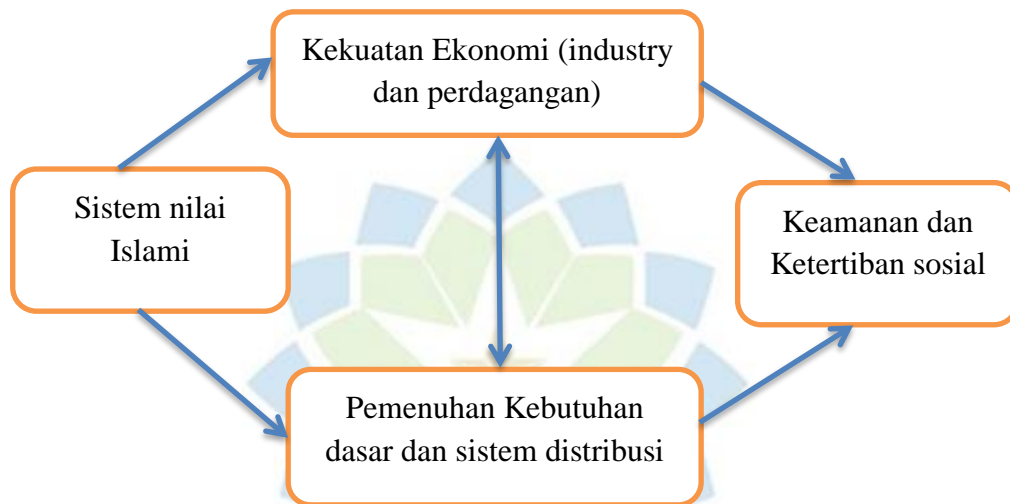 Kekuatan Ekonomi (industry
dan perdagangan)
Sistem nilai
Islami
Keamanan dan
Ketertiban sosial
Pemenuhan Kebutuhan
dasar dan sistem distribusi